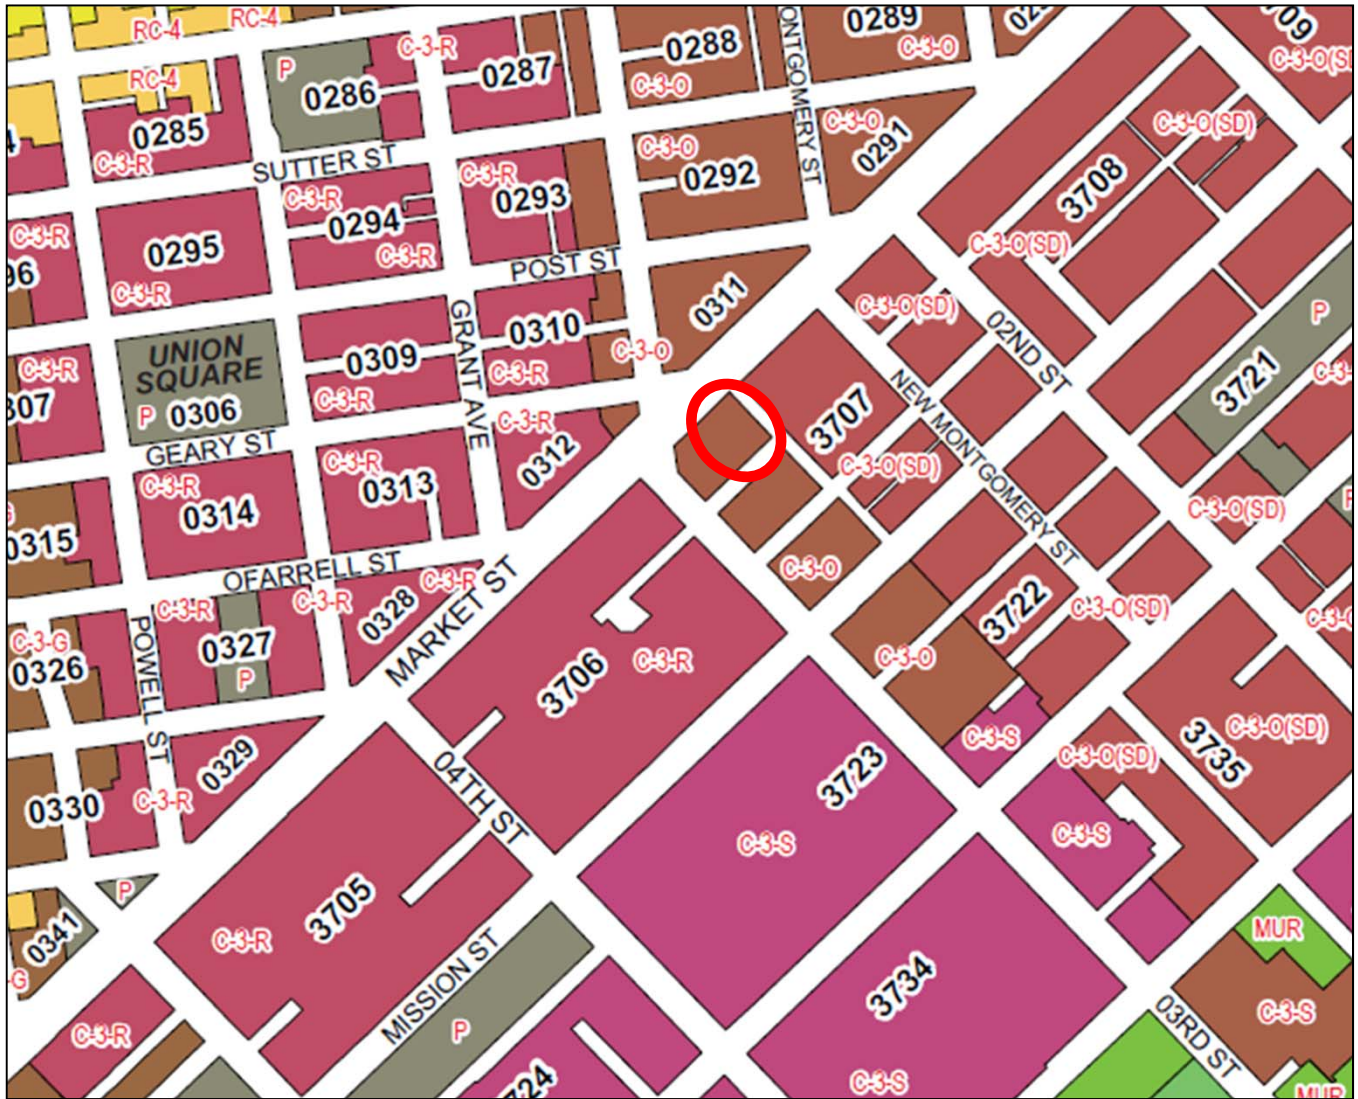 RC-4
RC-4
0289
C-3-R
0288
C-3-O
C-3-O
P
0287
RC-4
0286
C-3-O
C-3-O(SD)
0285
C-3-O
C-3-O
0291
SUTTER ST
C-3-R
0292
3708
C-3-R
C-3-R
0293
0294
C-3-R
0295
C-3-R
C-3-O(SD)
POST ST
C-3-R
0311
C-3-O(SD)
P
GRANT AVE
0310
02ND ST
UNION
SQUARE
0309
C-3-O
C-3-R
C-3-R
3721
P
0306
C-3-R
NEW MONTGOMERY ST
3707
C-3-R
GEARY ST
0312
C-3-R
C-3-O(SD)
C-3-R
0313
0314
C-3-O(SD)
0315
OFARRELL ST
C-3-O
C-3-R
MARKET ST
C-3-R
C-3-R
0328
3722
C-3-O(SD)
POWELL ST
C-3-G
0327
0326
P
3706
C-3-R
C-3-O
C-3-O(SD)
C-3-S
3735
C-3-O(SD)
0329
3723
04TH ST
C-3-R
0330
C-3-S
C-3-S
P
3705
0341
C-3-R
MUR
MISSION ST
3734
C-3-R
P
C-3-S
03RD ST
C-3-S
MUR